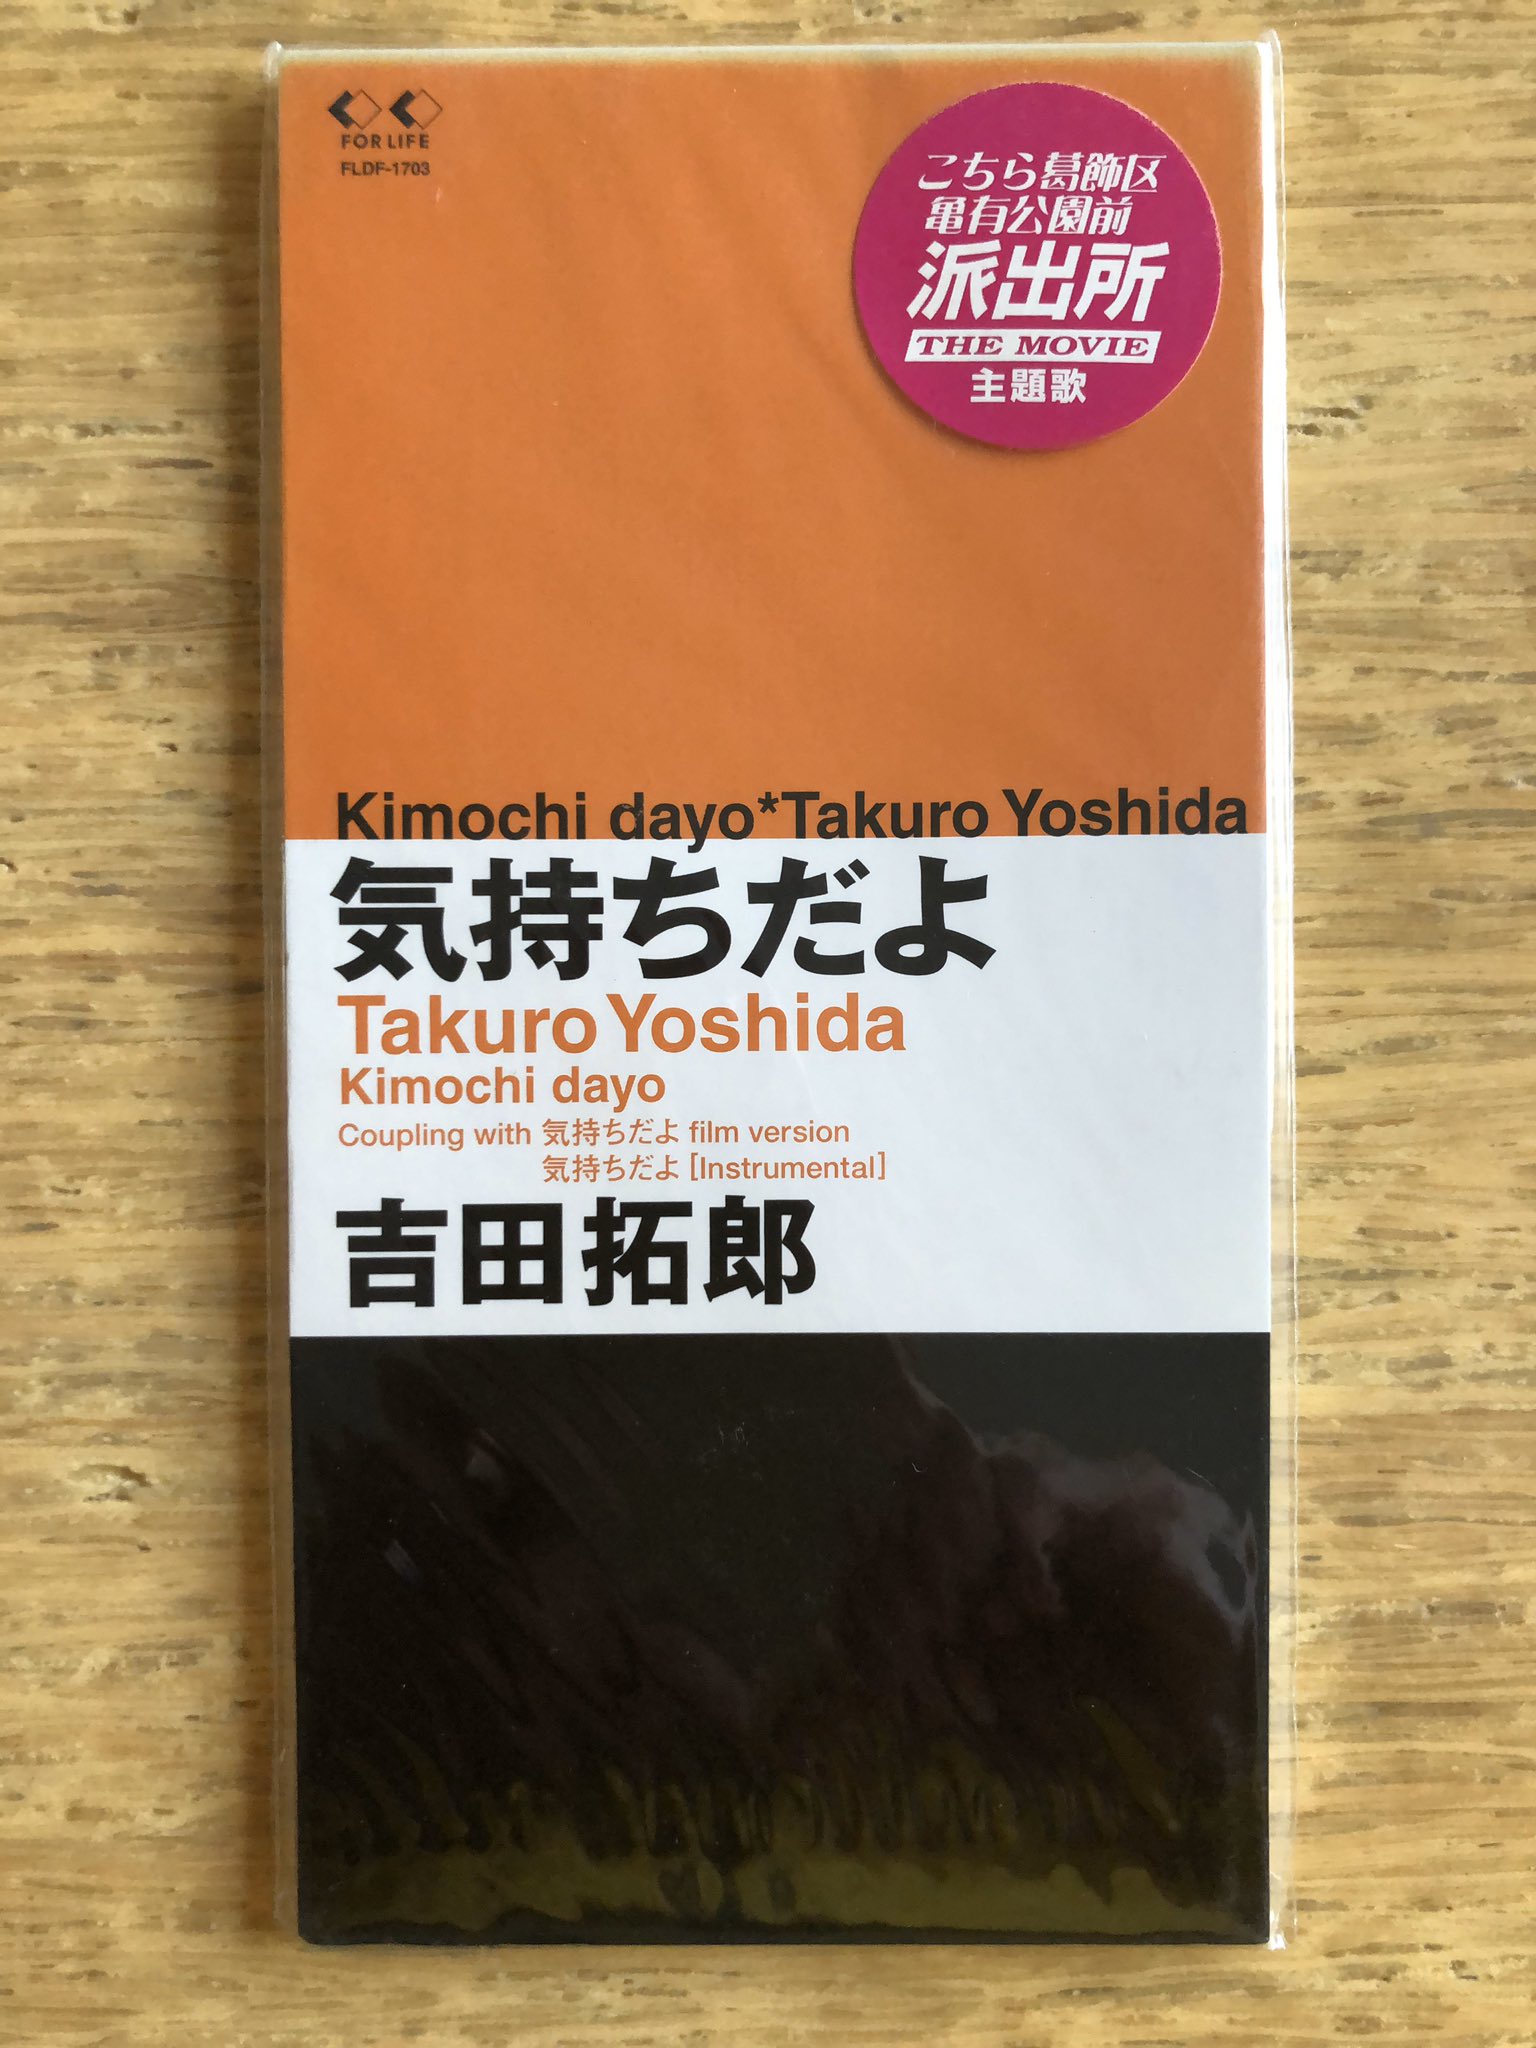 FOR LIFE
FLDF-1703
こちら葛飾区
亀有公園前
派出所
THE MOVIE
主題歌
Kimochi dayo*Takuro Yoshida
気持ちだよ
Takuro Yoshida
Kimochi dayo
Coupling with 気持ちだよ film version
気持ちだよ [Instrumental]
吉田拓郎